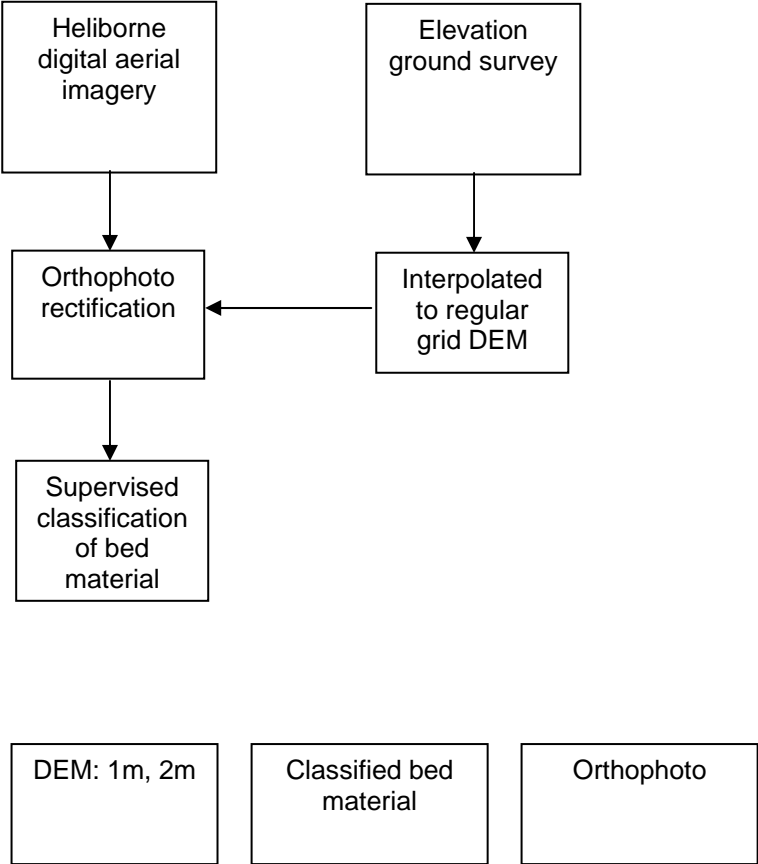 Heliborne
digital aerial
imagery
Elevation
ground survey
Orthophoto
rectification
Interpolated
to regular
grid DEM
Supervised
classification
of bed
material
DEM: 1m, 2m
Classified bed
material
Orthophoto